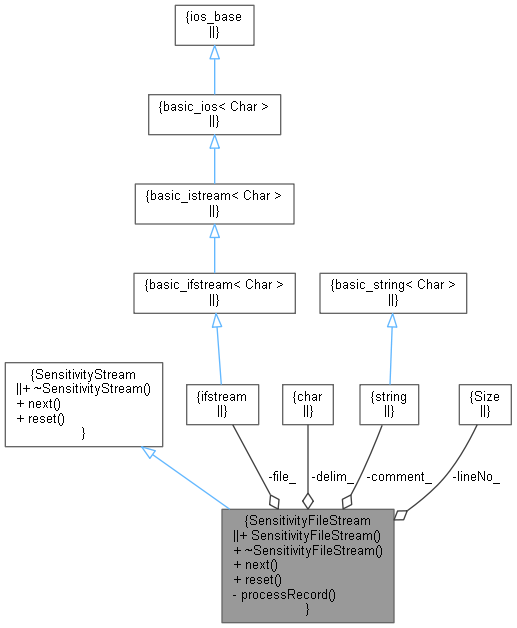 {ios_base
||}
{basic_ios< Char >
||}
{basic_istream< Char >
||}
{basic_ifstream< Char >
||}
{basic_string< Char >
||}
{SensitivityStream
||+ ~SensitivityStream()
+ next()
+ reset()
}
{ifstream
||}
{char
||}
{string
||}
{Size
||}
-file_
-delim_
-comment_
-lineNo_
{SensitivityFileStream
||+ SensitivityFileStream()
+ ~SensitivityFileStream()
+ next()
+ reset()
- processRecord()
}